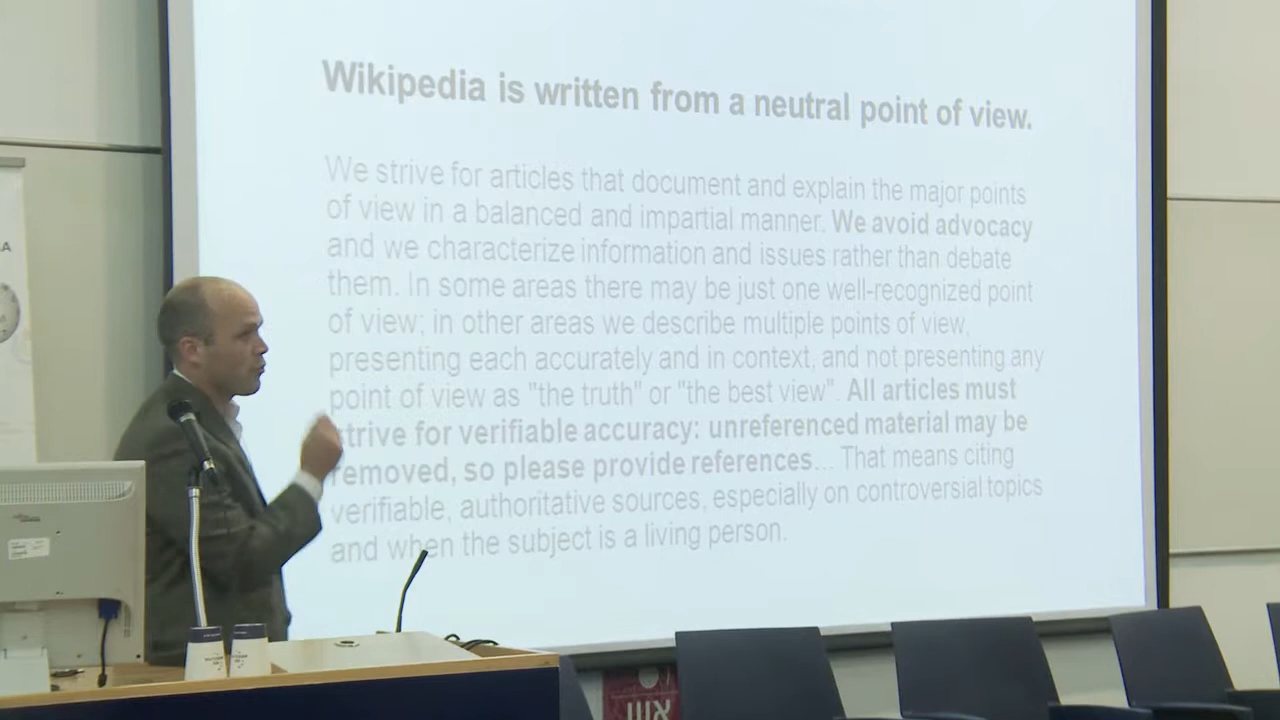 Wikipedia is written from a neutral point of view.
We strive for articles that document and explain the major points
of view in a balanced and impartial manner. We avoid advocacy
and we characterize information and issues rather than debate
them. In some areas there may be just one well-recognized point
of view; in other areas we describe multiple points of view,
presenting each accurately and in context, and not presenting any
point of view as "the truth" or "the best view". All articles must
strive for verifiable accuracy: unreferenced material may be
removed, so please provide references... That means citing
verifiable, authoritative sources, especially on controversial topics
and when the subject is a living person.
A